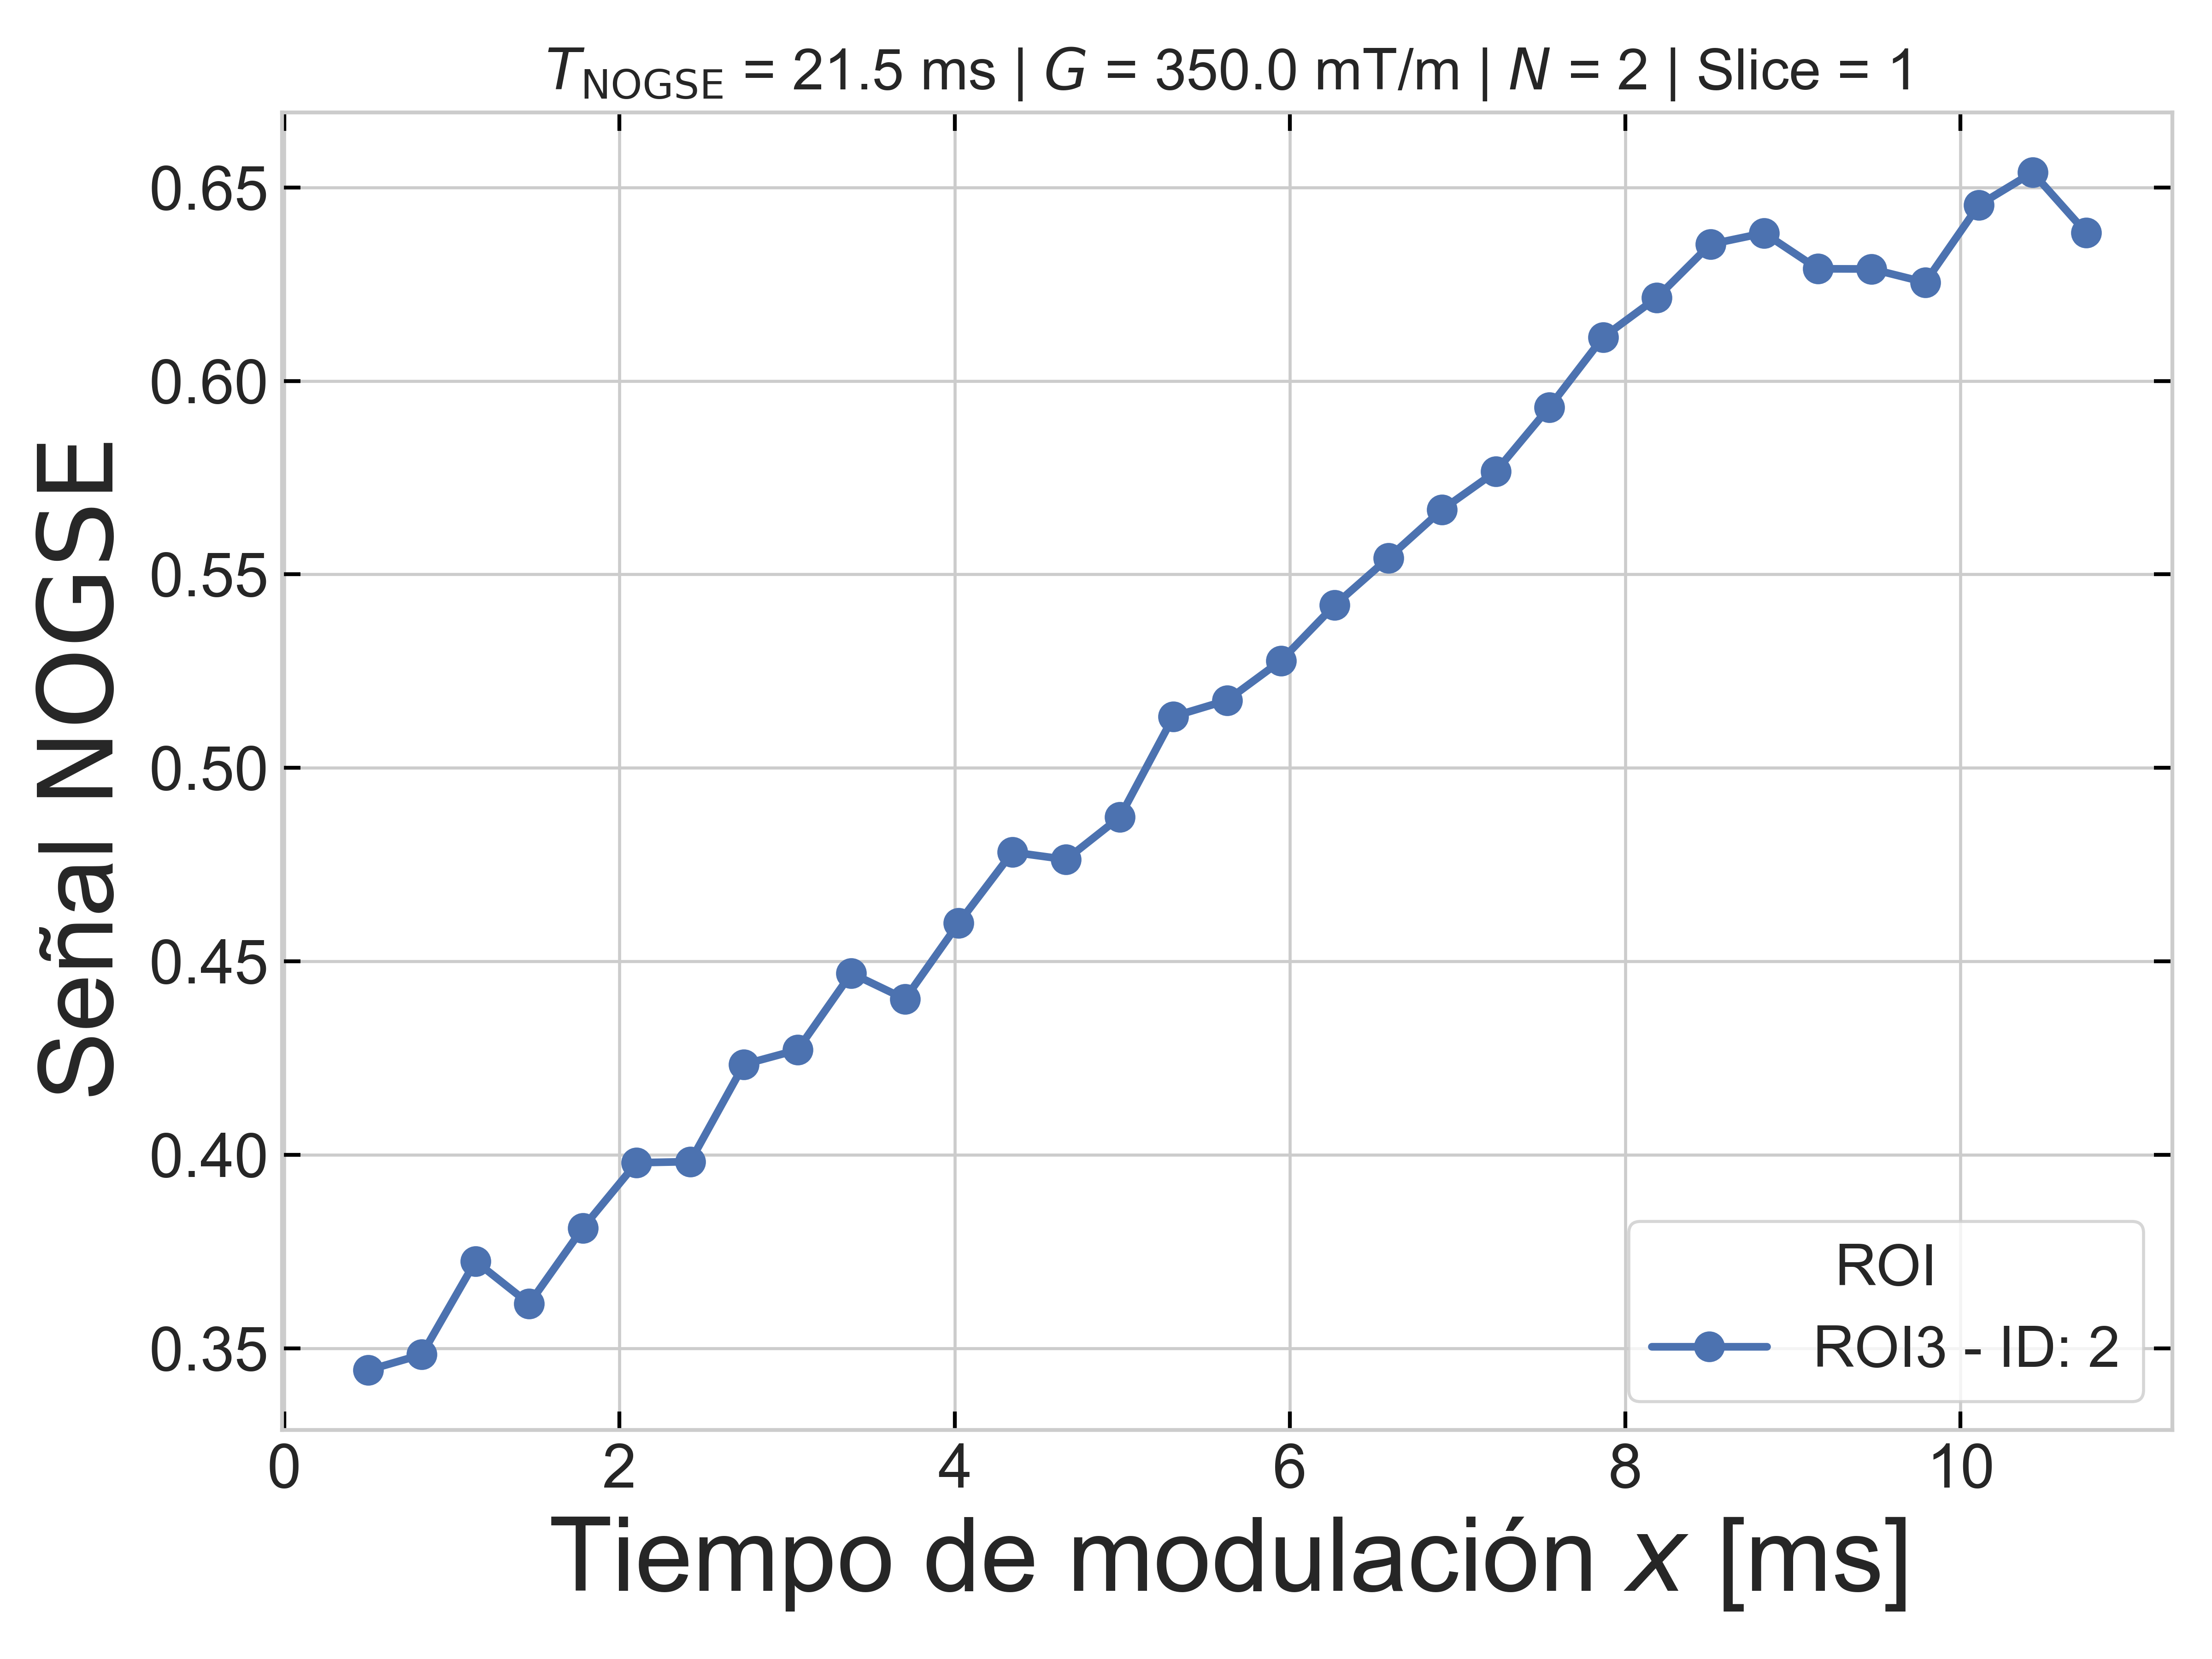 T_NOGSE = 21.5 ms | G = 350.0 mT/m | N = 2 | Slice = 1
Señal NOGSE
0.65
0.60
0.55
0.50
0.45
0.40
0.35
ROI
ROI3 - ID: 2
0 2 4 6 8 10
Tiempo de modulación x [ms]